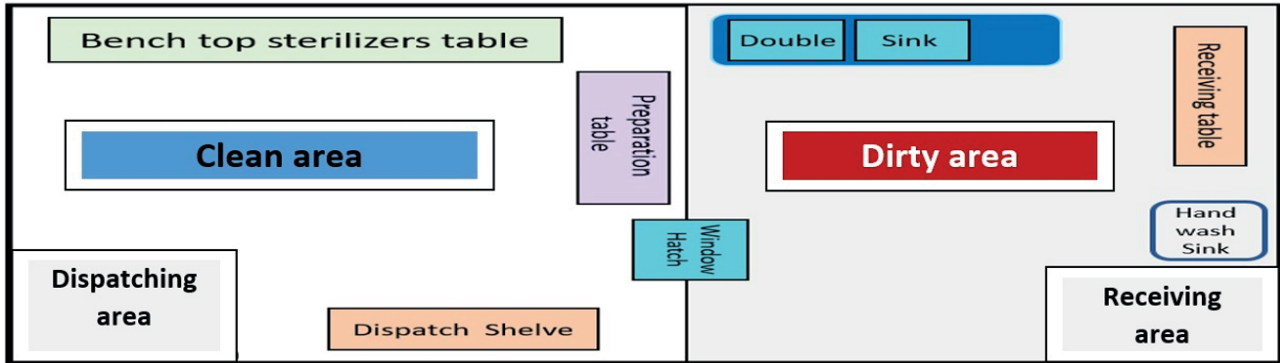 Bench top sterilizers table
Double
Sink
Receiving table
Preparation
table
Clean area
Dirty area
Hand
wash
Sink
Window
Hatch
Dispatching
area
Dispatch Shelve
Receiving
area